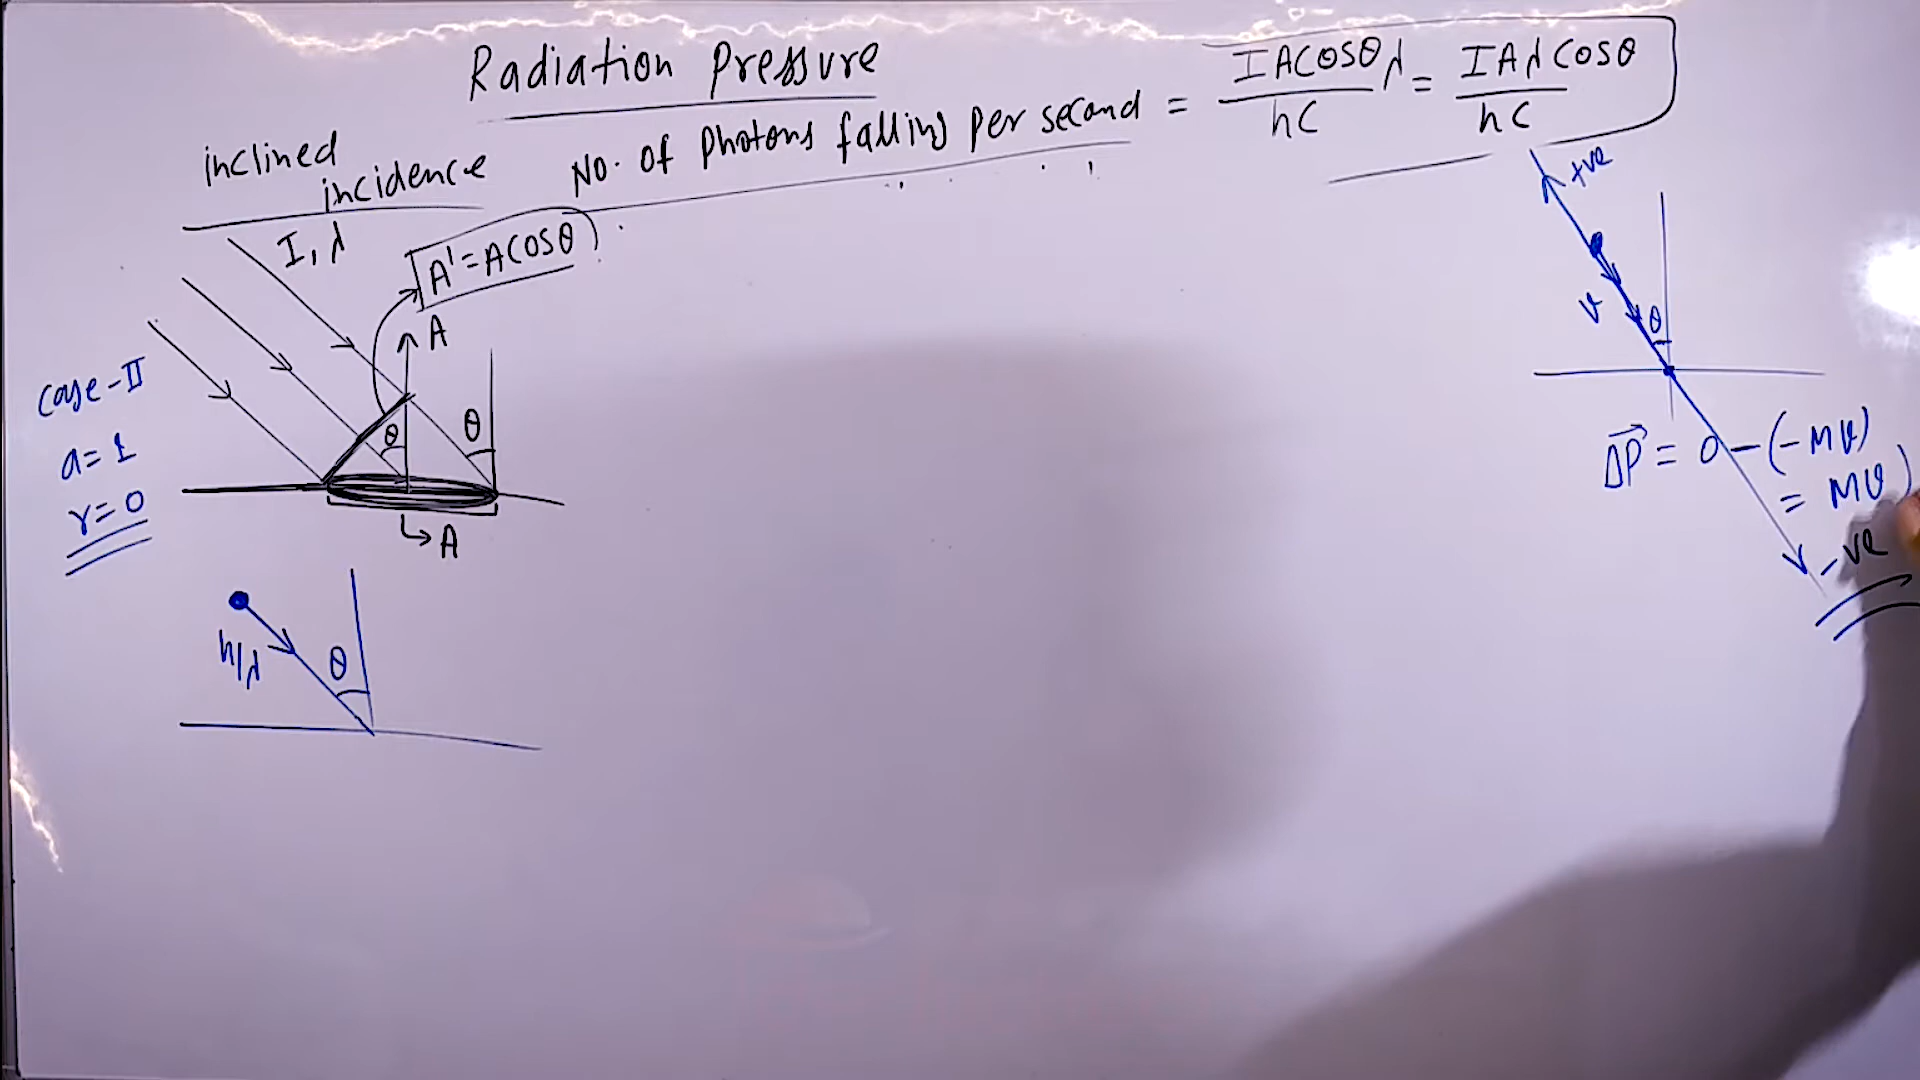 Radiation Pressure
No. of Photons falling Per second = IACOSθλ/hC = IAλCOSθ/hC
inclined
incidence
I, λ
A' = ACOSθ
A
θ
θ
Case-II
a = 1
r = 0
A
h/λ
θ
+ve
v
θ
ΔP = 0 - (-MV)
= MV
-ve